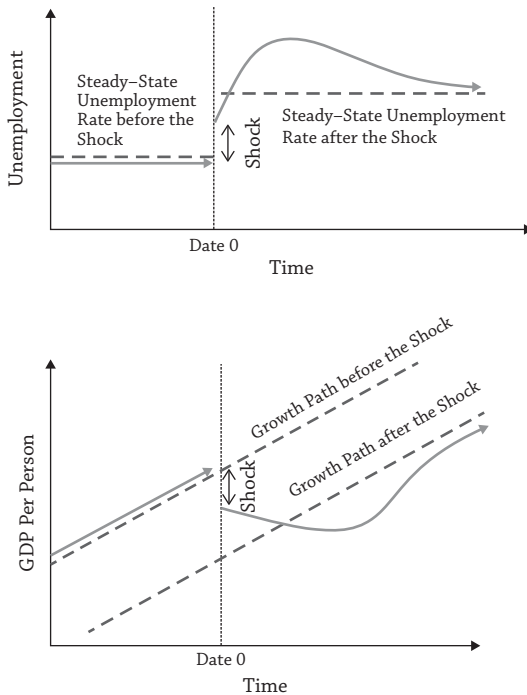 Unemployment
Steady–State
Unemployment
Rate before the
Shock
Shock
Steady–State Unemployment
Rate after the Shock
Date 0
Time
GDP Per Person
Growth Path before the Shock
Growth Path after the Shock
Shock
Date 0
Time